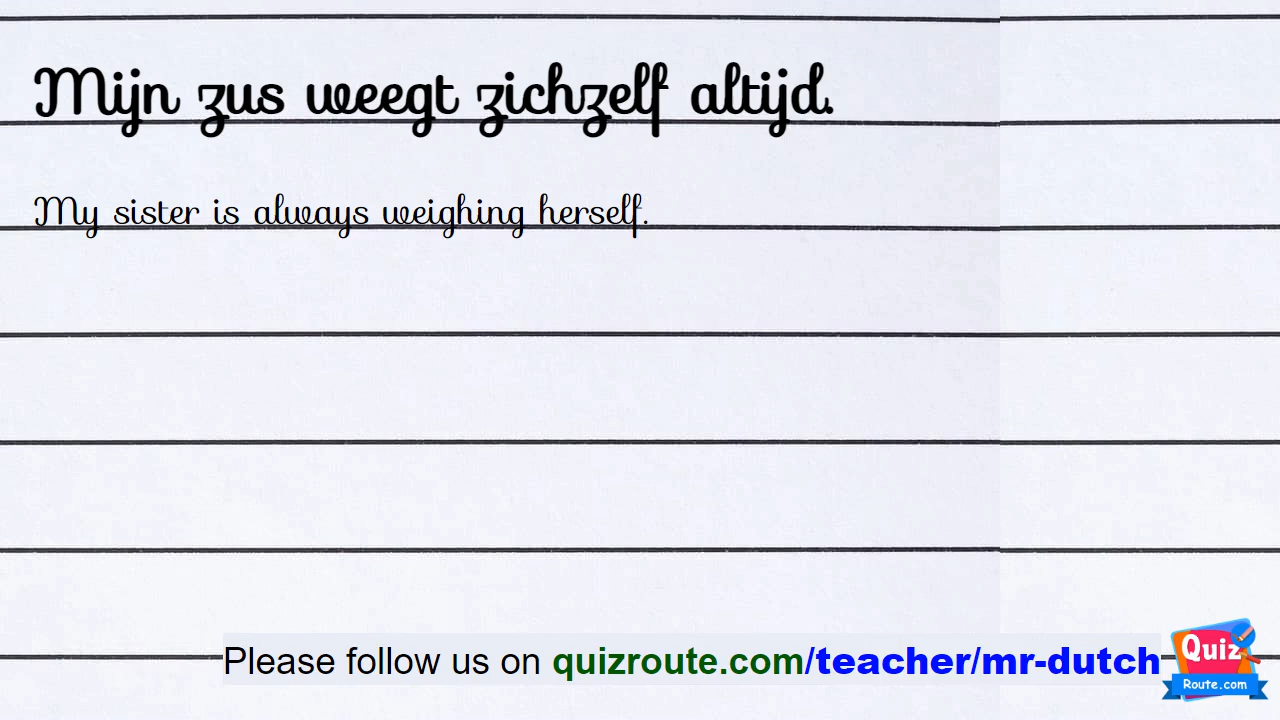 Mijn zus weegt zichzelf altijd.
My sister is always weighing herself.
Please follow us on quizroute.com/teacher/mr-dutch
Quiz
Route.com